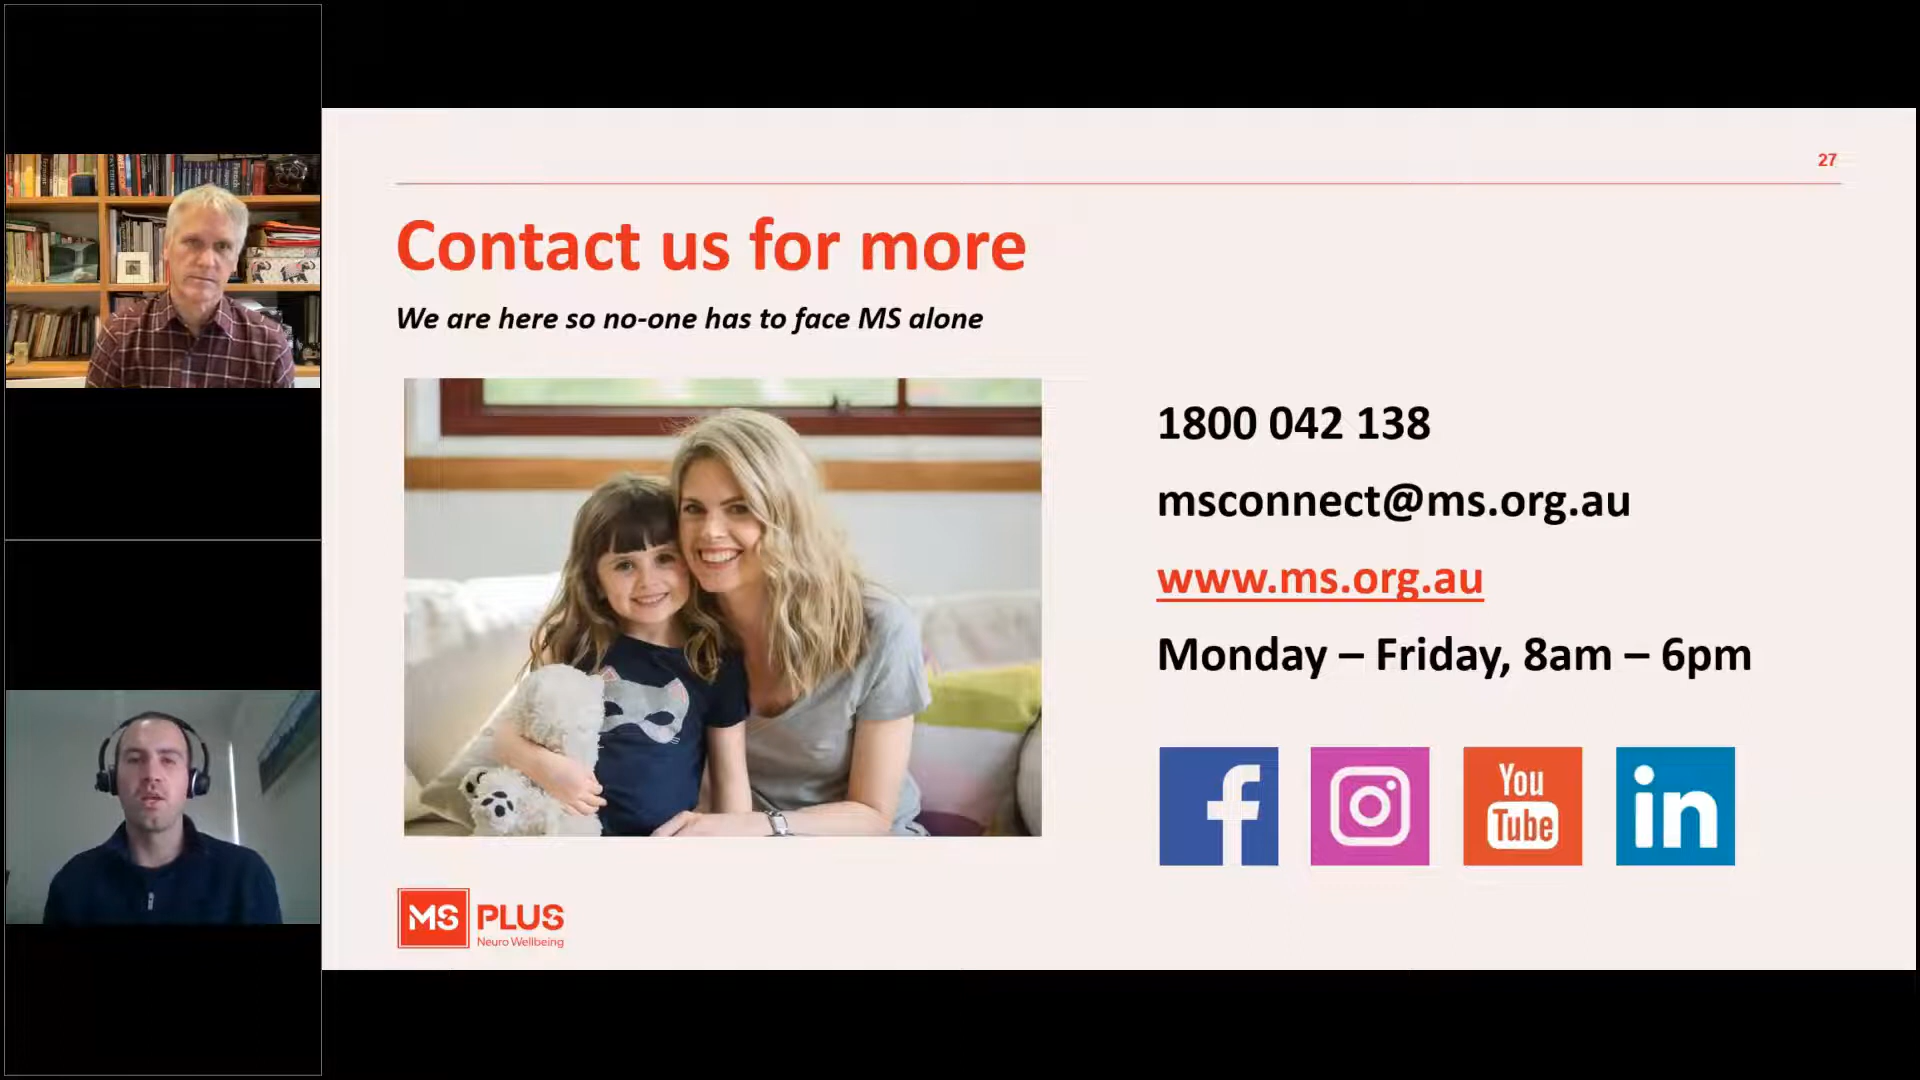 27
Contact us for more
We are here so no-one has to face MS alone
1800 042 138
msconnect@ms.org.au
www.ms.org.au
Monday – Friday, 8am – 6pm
You
Tube
in
MS PLUS
Neuro Wellbeing